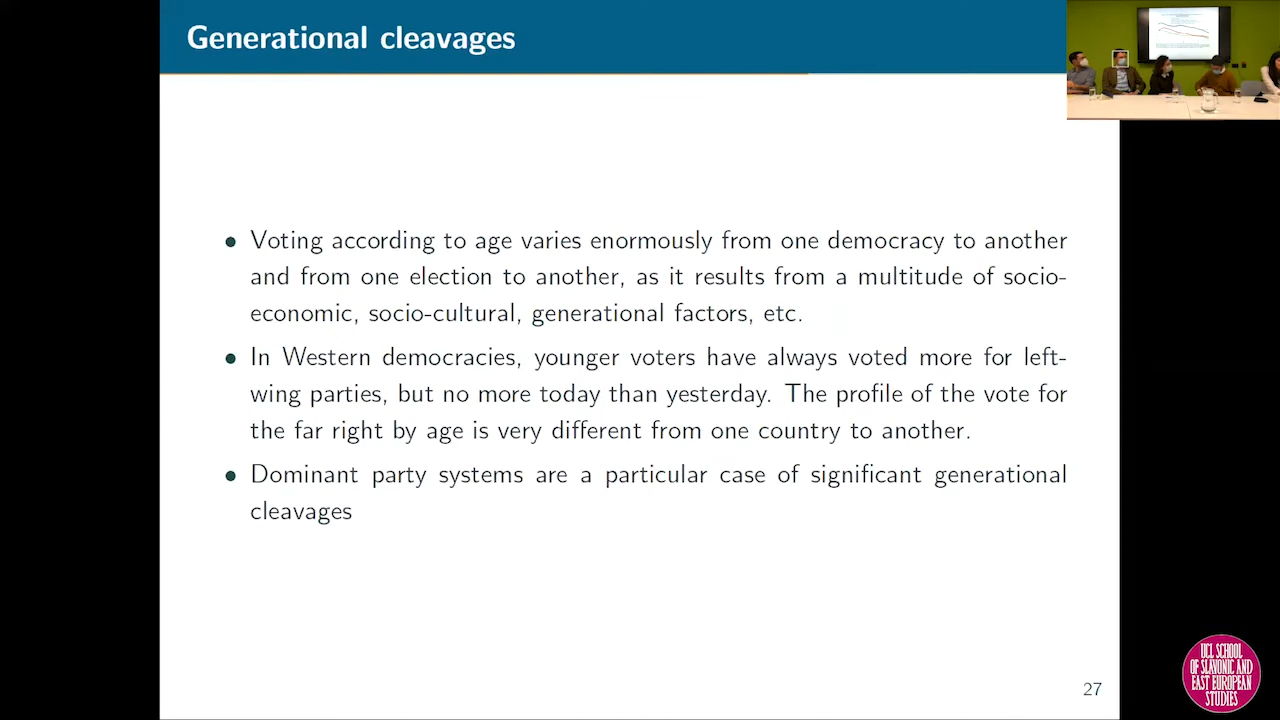 Generational cleavages
• Voting according to age varies enormously from one democracy to another
and from one election to another, as it results from a multitude of socio-
economic, socio-cultural, generational factors, etc.
• In Western democracies, younger voters have always voted more for left-
wing parties, but no more today than yesterday. The profile of the vote for
the far right by age is very different from one country to another.
• Dominant party systems are a particular case of significant generational
cleavages
27
UCL SCHOOL
OF SLAVONIC AND
EAST EUROPEAN
STUDIES